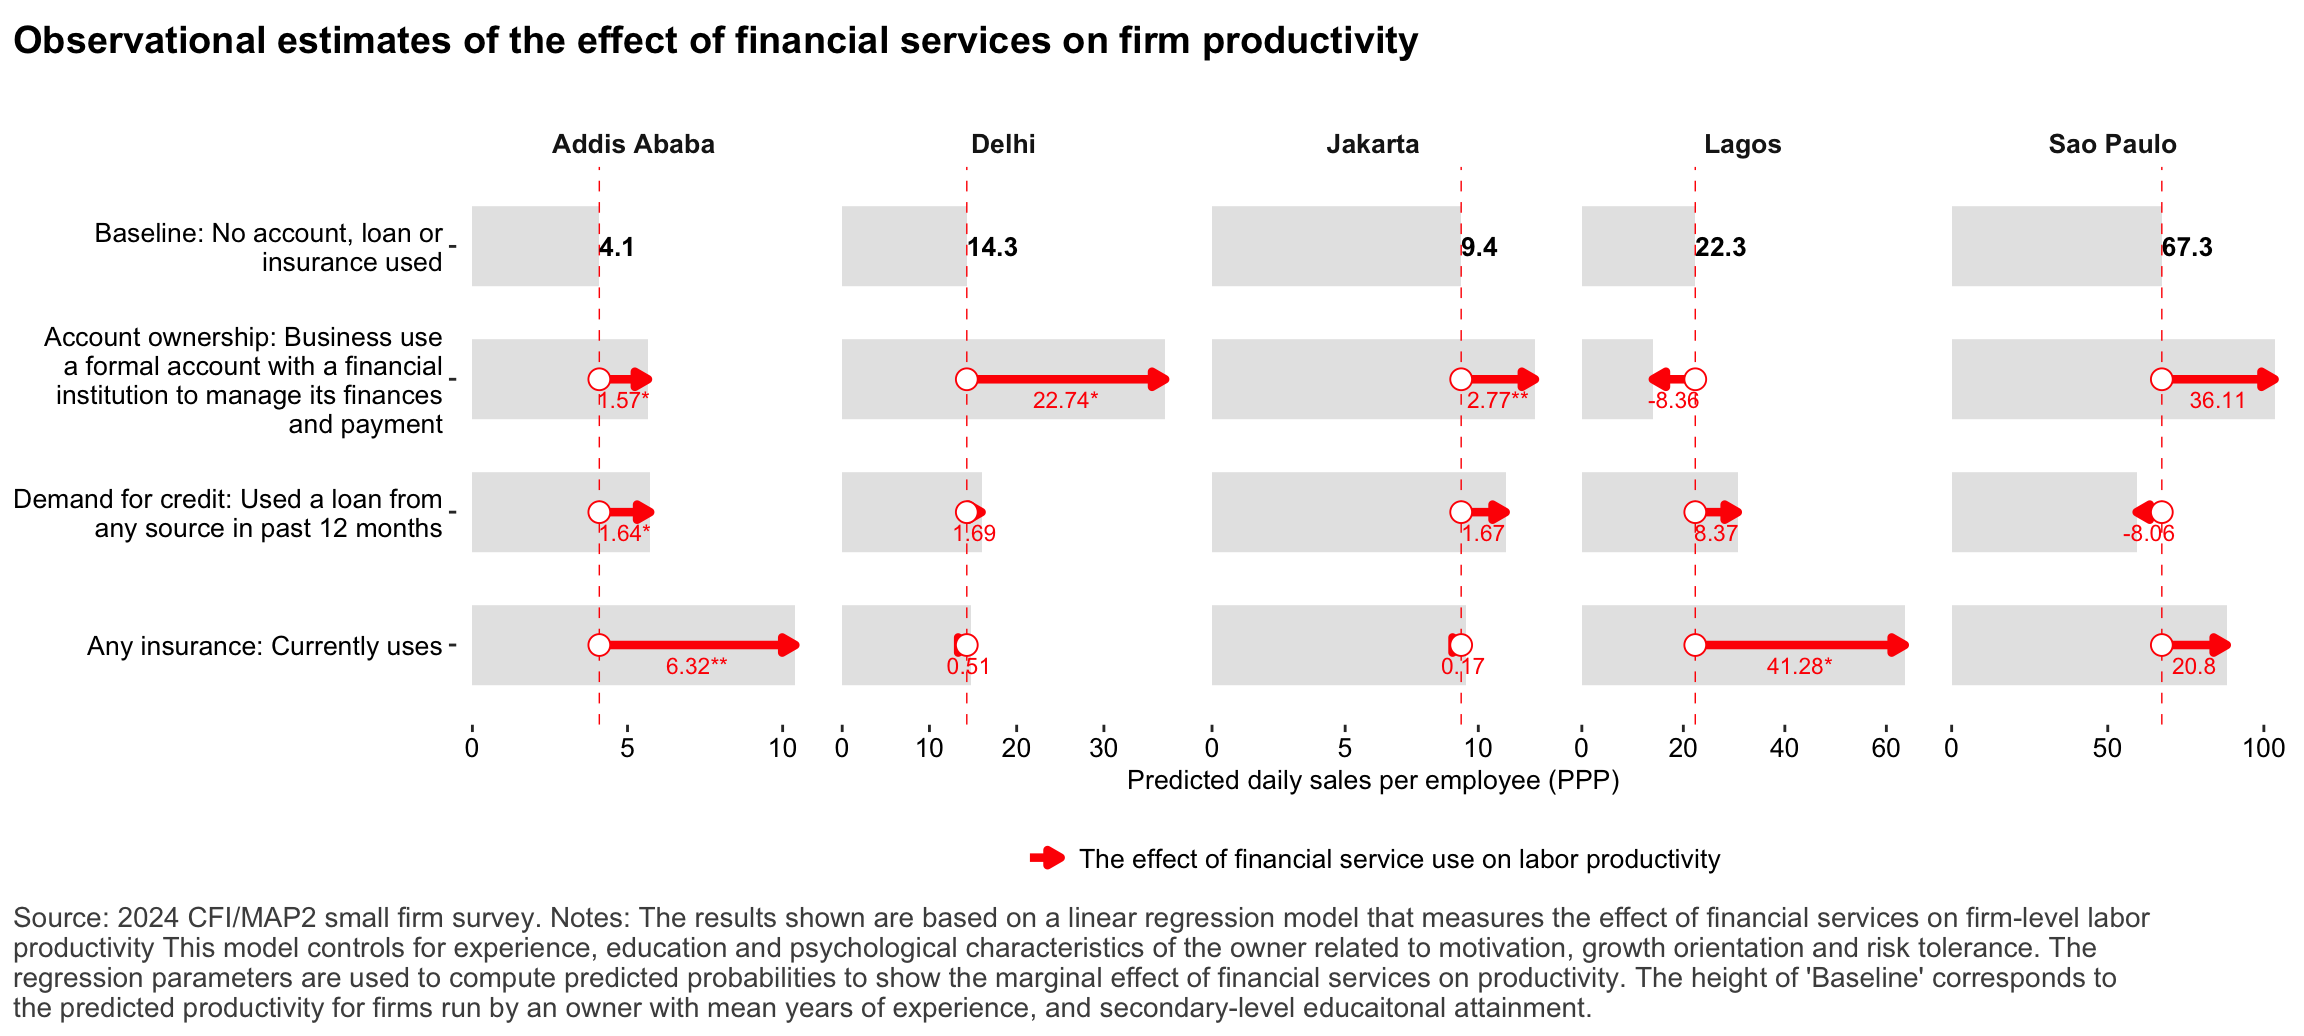 Observational estimates of the effect of financial services on firm productivity
Addis Ababa
Delhi
Jakarta
Lagos
Sao Paulo
Baseline: No account, loan or
insurance used
4.1
14.3
9.4
22.3
67.3
Account ownership: Business use
a formal account with a financial
institution to manage its finances
and payment
1.57*
22.74*
2.77**
-8.36
36.11
Demand for credit: Used a loan from
any source in past 12 months
1.64*
1.69
1.67
8.37
-8.06
Any insurance: Currently uses
6.32**
0.51
0.17
41.28*
20.8
0 5 10
0 10 20 30
0 5 10
0 20 40 60
0 50 100
Predicted daily sales per employee (PPP)
The effect of financial service use on labor productivity
Source: 2024 CFI/MAP2 small firm survey. Notes: The results shown are based on a linear regression model that measures the effect of financial services on firm-level labor
productivity This model controls for experience, education and psychological characteristics of the owner related to motivation, growth orientation and risk tolerance. The
regression parameters are used to compute predicted probabilities to show the marginal effect of financial services on productivity. The height of 'Baseline' corresponds to
the predicted productivity for firms run by an owner with mean years of experience, and secondary-level educaitonal attainment.